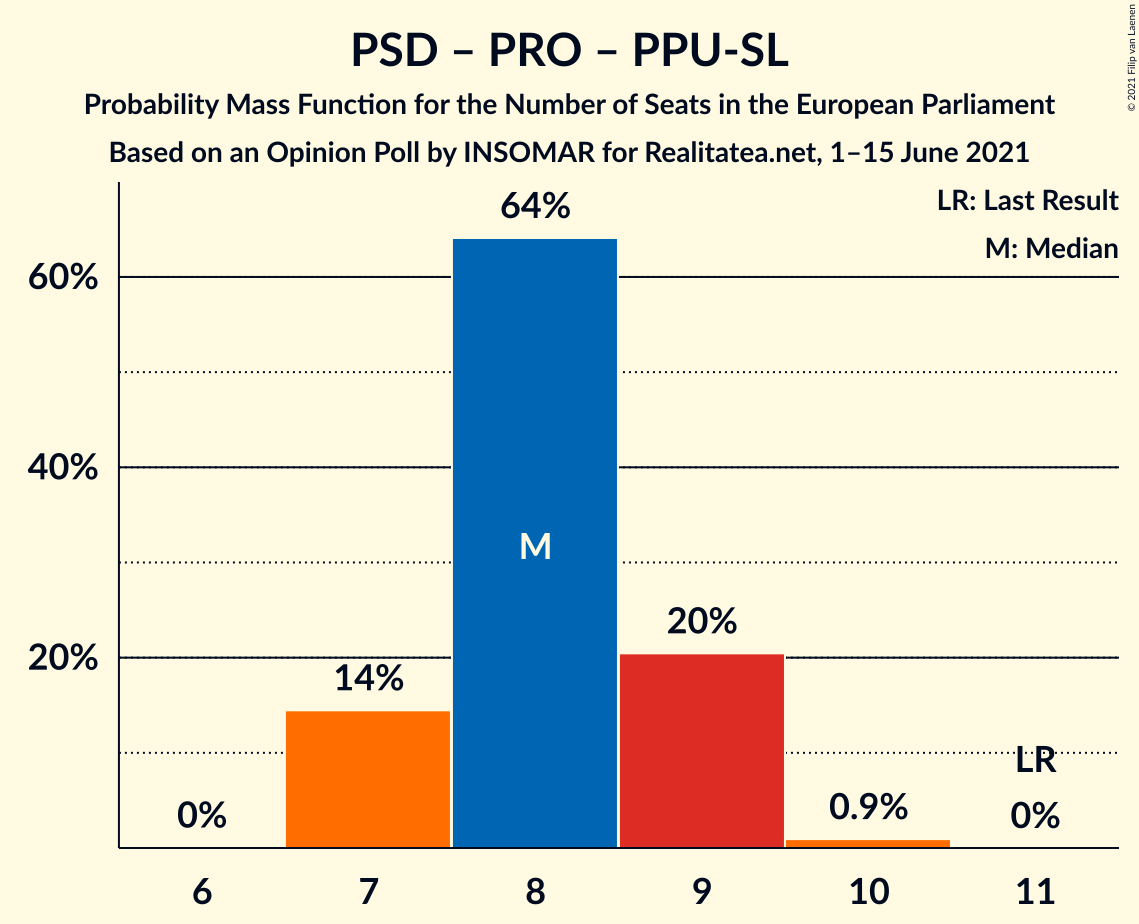 PSD – PRO – PPU-SL
Probability Mass Function for the Number of Seats in the European Parliament
Based on an Opinion Poll by INSOMAR for Realitatea.net, 1–15 June 2021
© 2021 Filip van Laenen
LR: Last Result
M: Median
64%
60%
40%
M
20%
20%
14%
LR
0%
0.9%
0%
6 7 8 9 10 11